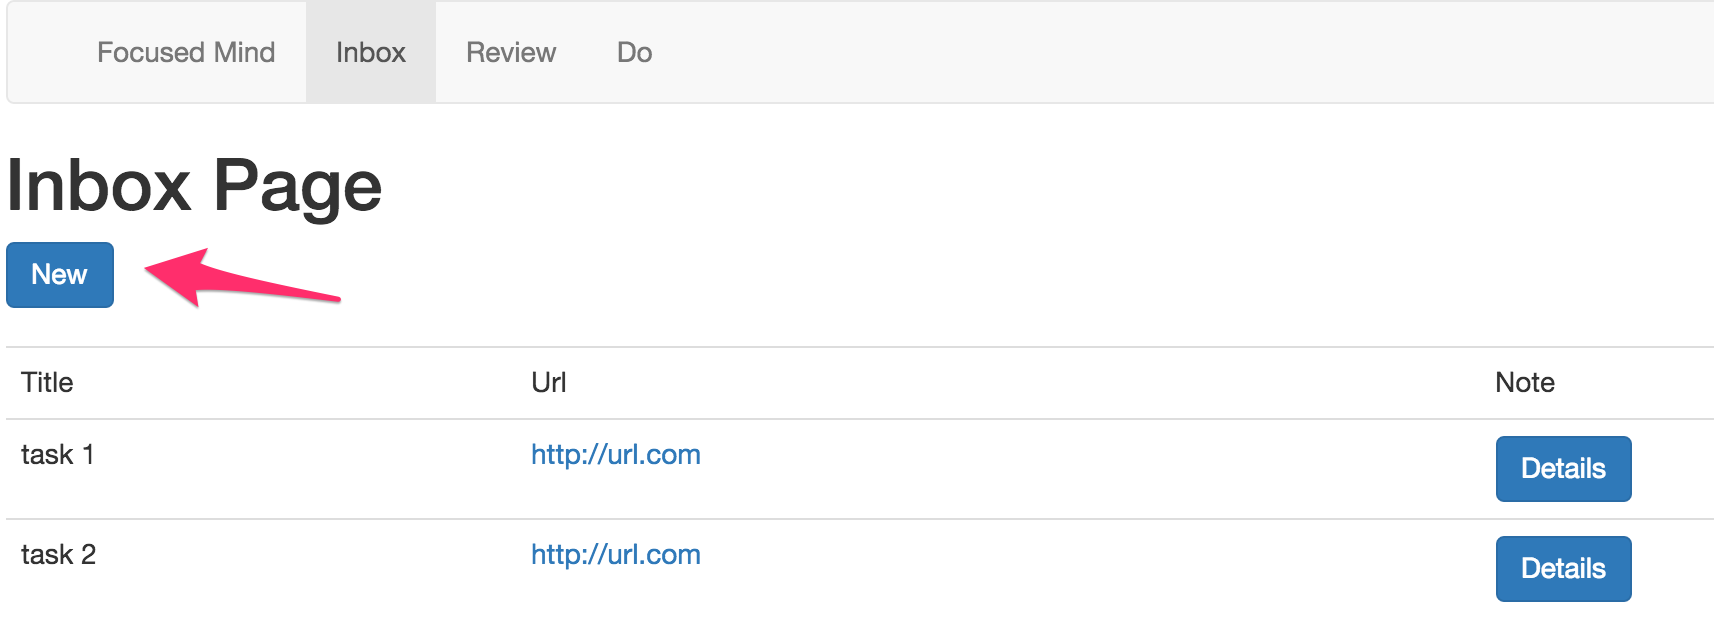 Focused Mind Inbox Review Do
Inbox Page
New
Title Url Note
task 1 http://url.com Details
task 2 http://url.com Details